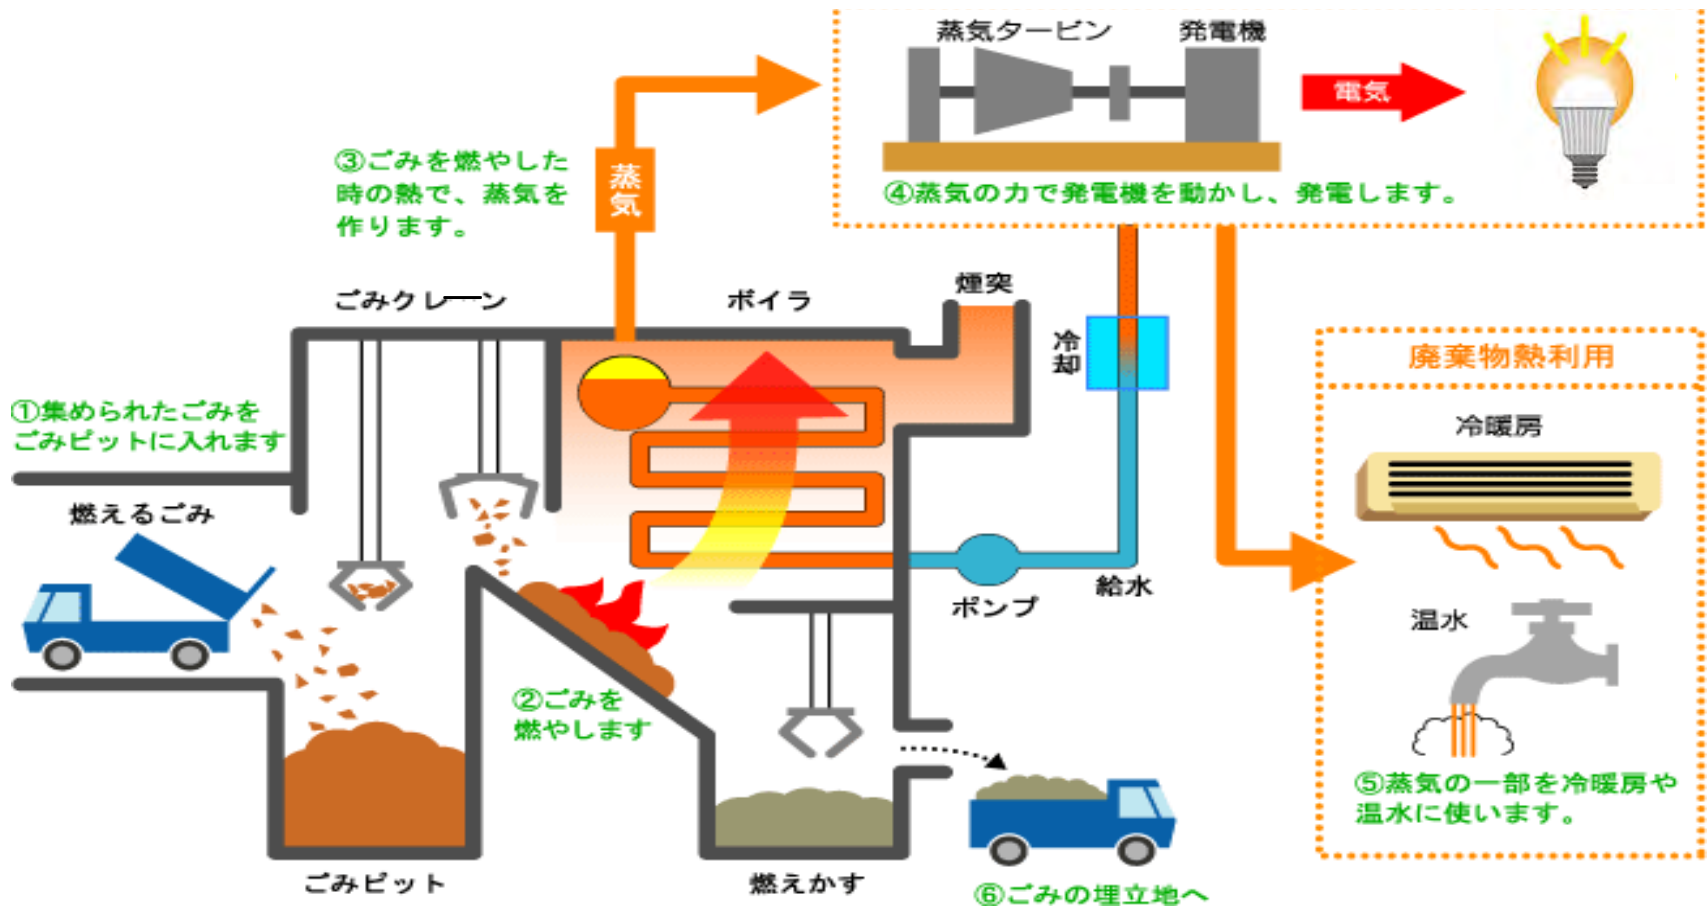 蒸気タービン
発電機
電気
④蒸気の力で発電機を動かし、発電します。
③ごみを燃やした
時の熱で、蒸気を
作ります。
蒸気
ごみクレーン
ボイラ
煙突
冷却
廃棄物熱利用
冷暖房
①集められたごみを
ごみピットに入れます
燃えるごみ
ポンプ
給水
温水
②ごみを
燃やします
⑤蒸気の一部を冷暖房や
温水に使います。
ごみピット
燃えかす
⑥ごみの埋立地へ